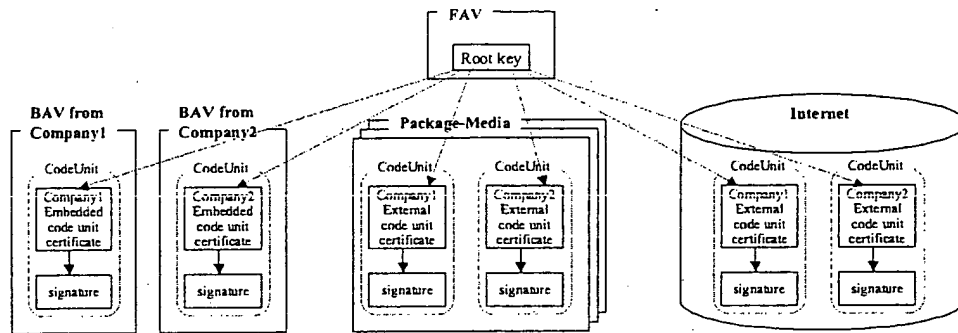 FAV
Root key
BAV from
Company1
BAV from
Company2
Package-Media
Internet
CodeUnit
Company1
Embedded
code unit
certificate
signature
CodeUnit
Company2
Embedded
code unit
certificate
signature
CodeUnit
Company1
External
code unit
certificate
signature
CodeUnit
Company2
External
code unit
certificate
signature
CodeUnit
Company1
External
code unit
certificate
signature
CodeUnit
Company2
External
code unit
certificate
signature